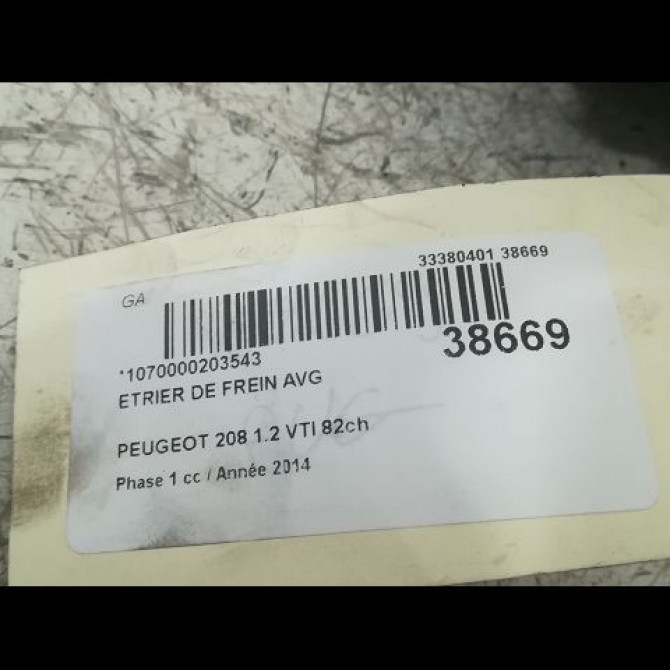 GA
33380401 38669
*1070000203543
38669
ETRIER DE FREIN AVG
PEUGEOT 208 1.2 VTI 82ch
Phase 1 cc / Année 2014